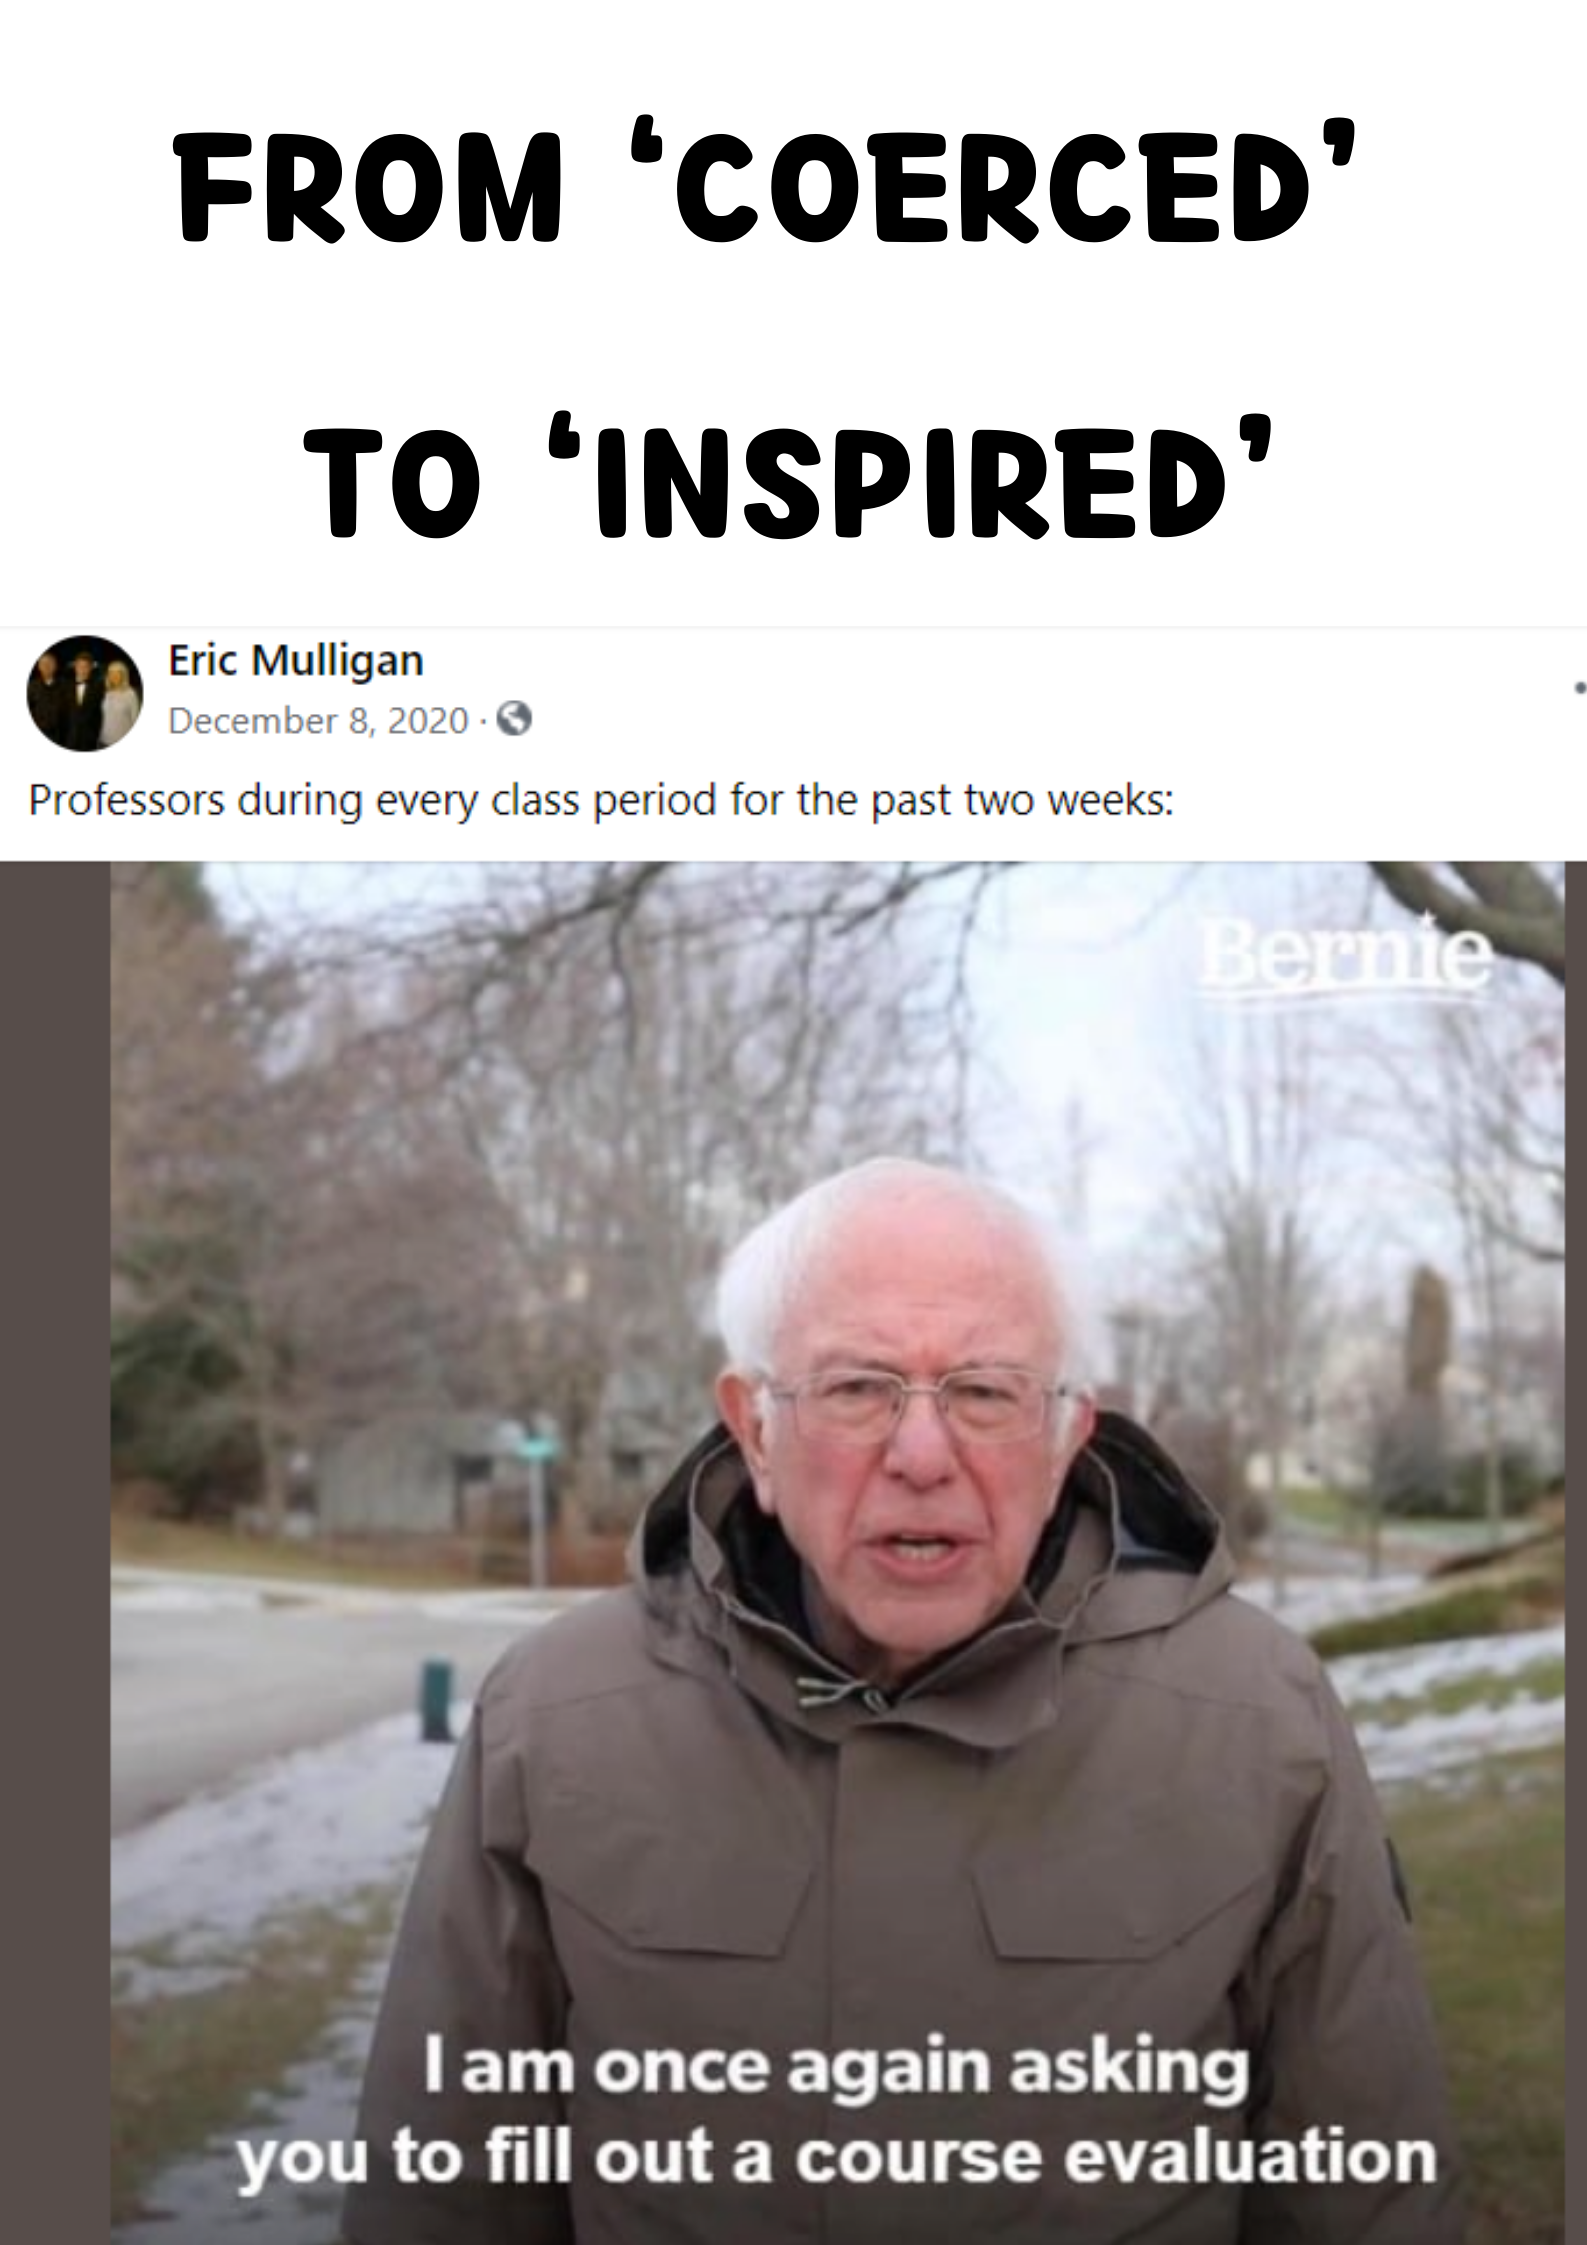 FROM ‘COERCED’
TO ‘INSPIRED’
Eric Mulligan
December 8, 2020 ·
Professors during every class period for the past two weeks:
Bernie
I am once again asking
you to fill out a course evaluation